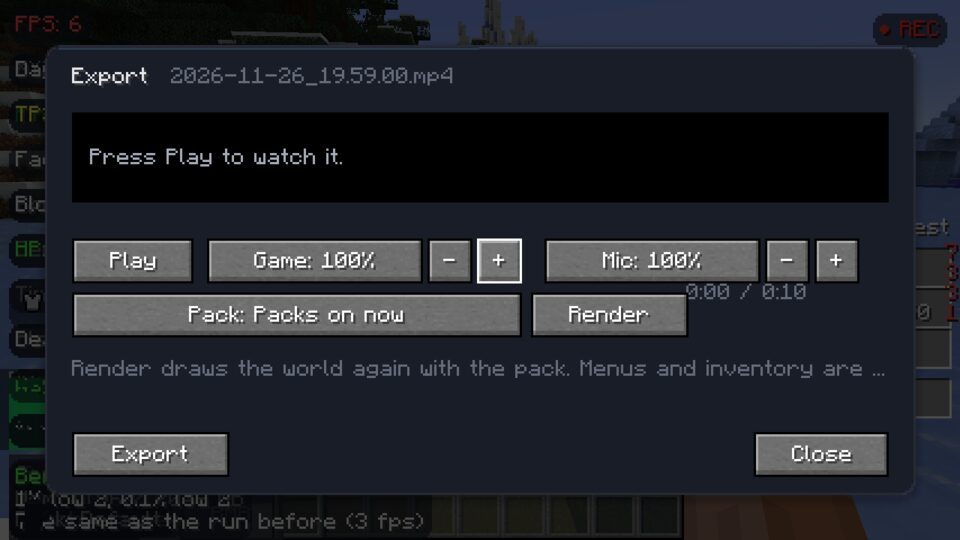 FPS: 6
REC
Export 2026-11-26_19.59.00.mp4
Press Play to watch it.
Play Game: 100% - + Mic: 100% - +
0:00 / 0:10
Pack: Packs on now Render
Render draws the world again with the pack. Menus and inventory are ...
Export Close
same as the run before (3 fps)